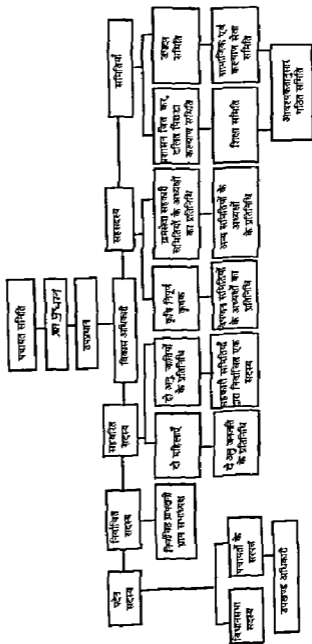 पंचायत समिति
प्रधान
उपप्रधान
विकास अधिकारी
पदेन
सदस्य
निर्वाचित
सदस्य
सहवरित
सदस्य
सहसदस्य
समितियाँ
विधानसभा
सदस्य
पंचायतों के
सरपंच
उपखण्ड अधिकारी
ग्राम सभाध्यक्ष
दो महिलाएँ
दो अनु. जातियों
के प्रतिनिधि
दो अनु जनजाति
के प्रतिनिधि
सहकारी समितियों
द्वारा निर्वाचित एक
सदस्य
कृषि निपुर्ण
कृषक
ग्रामसेवा सहकारी
समितियों के अध्यक्षों
का प्रतिनिधि
विपणन समितियों
के अध्यक्षों का
प्रतिनिधि
अन्य समितियों के
अध्यक्षों
के प्रतिनिधि
प्रशासन वित्त कर,
दलित पिछड़ा
कल्याण समिति
उत्पादन
समिति
शिक्षा समिति
सामाजिक एवं
कल्याण सेवा
समिति
आवश्यकतानुसार
गठित समिति